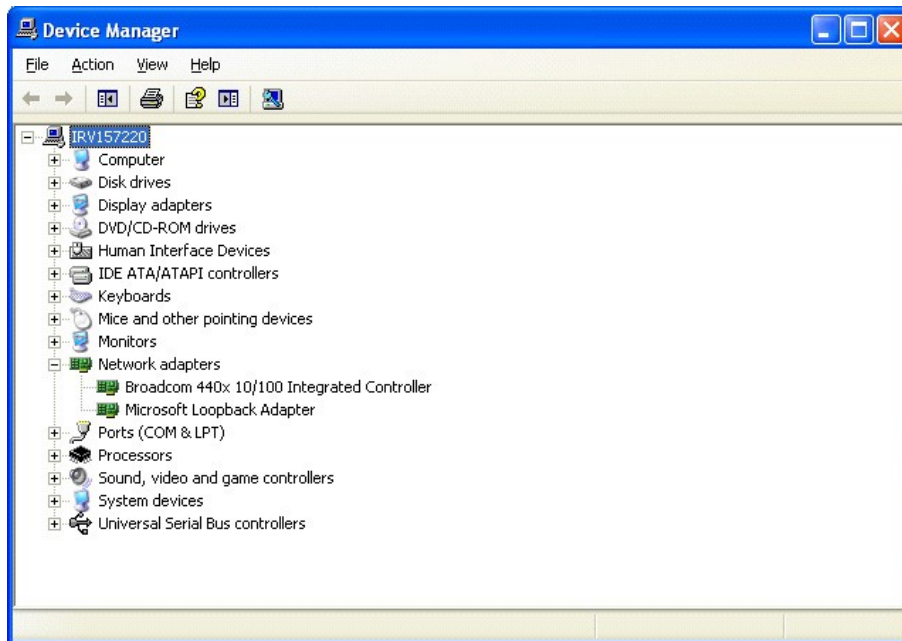 Device Manager
File Action View Help
IRV157220
Computer
Disk drives
Display adapters
DVD/CD-ROM drives
Human Interface Devices
IDE ATA/ATAPI controllers
Keyboards
Mice and other pointing devices
Monitors
Network adapters
Broadcom 440x 10/100 Integrated Controller
Microsoft Loopback Adapter
Ports (COM & LPT)
Processors
Sound, video and game controllers
System devices
Universal Serial Bus controllers